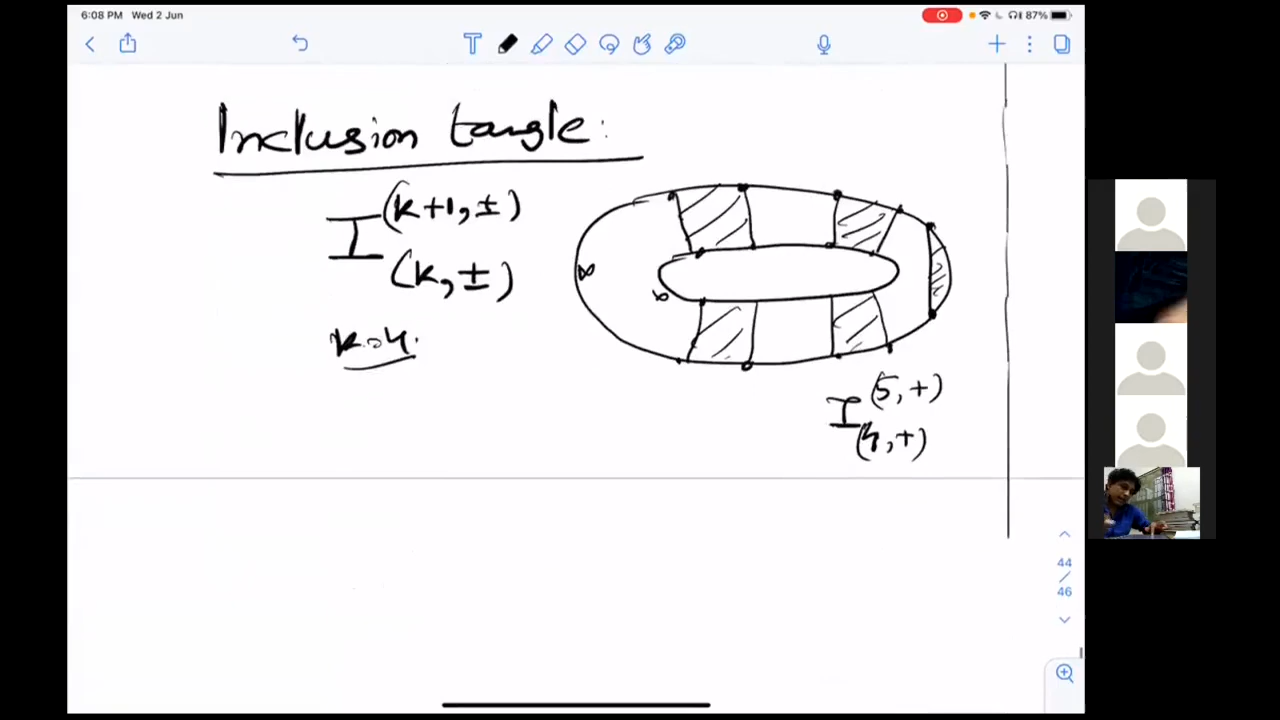 6:08 PM Wed 2 Jun
87%
Inclusion tangle:
I^(k+1,±)_(k,±)
k=4.
I^(5,+)_(4,+)
44
/
46